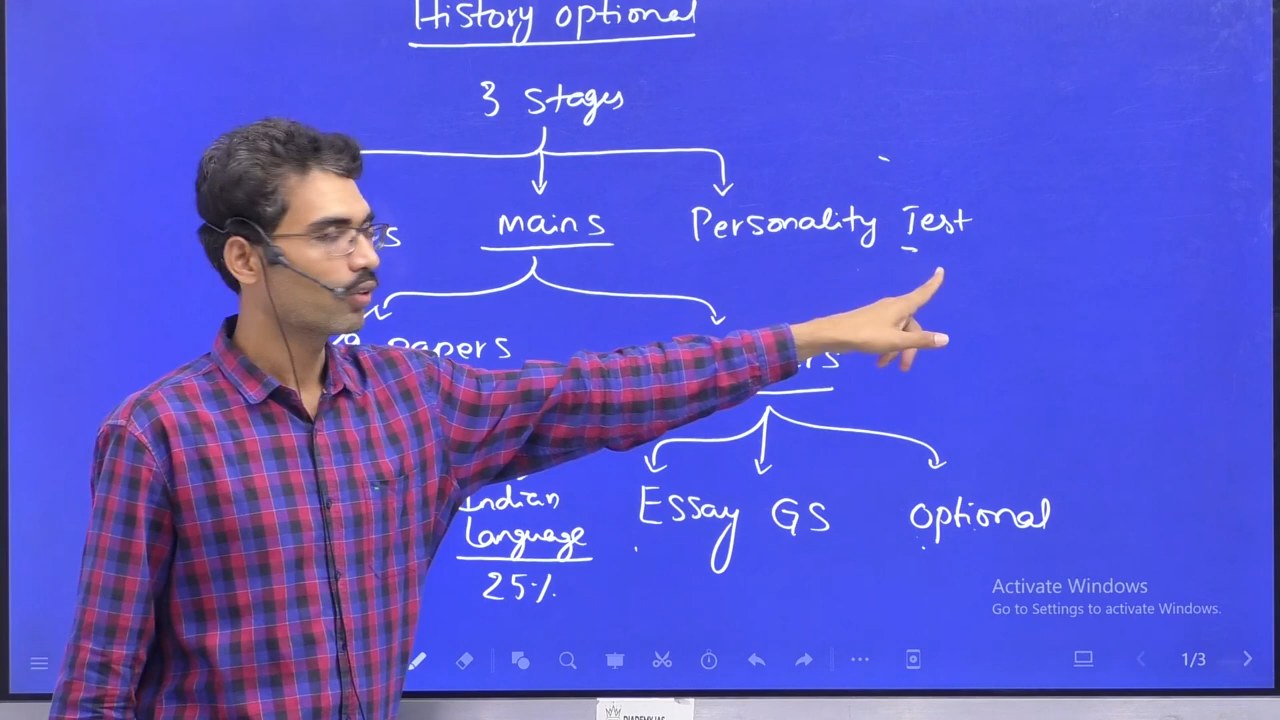 History optional
3 stages
mains
Personality Test
papers
Indian
Language
25%
Essay GS optional
Activate Windows
Go to Settings to activate Windows.
1/3